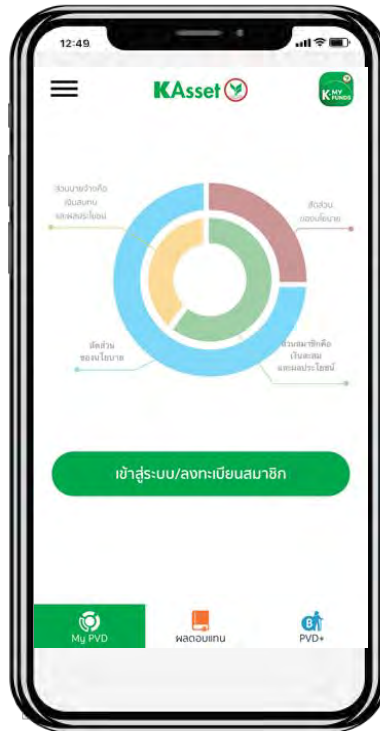 12:49
KAsset
K MY
FUNDS
ส่วนนายจ้างคือ
เงินสมทบ
และผลประโยชน์
สัดส่วน
ของนโยบาย
สัดส่วน
ของนโยบาย
ส่วนสมาชิกคือ
เงินสะสม
และผลประโยชน์
เข้าสู่ระบบ/ลงทะเบียนสมาชิก
My PVD
ผลตอบแทน
B
PVD+